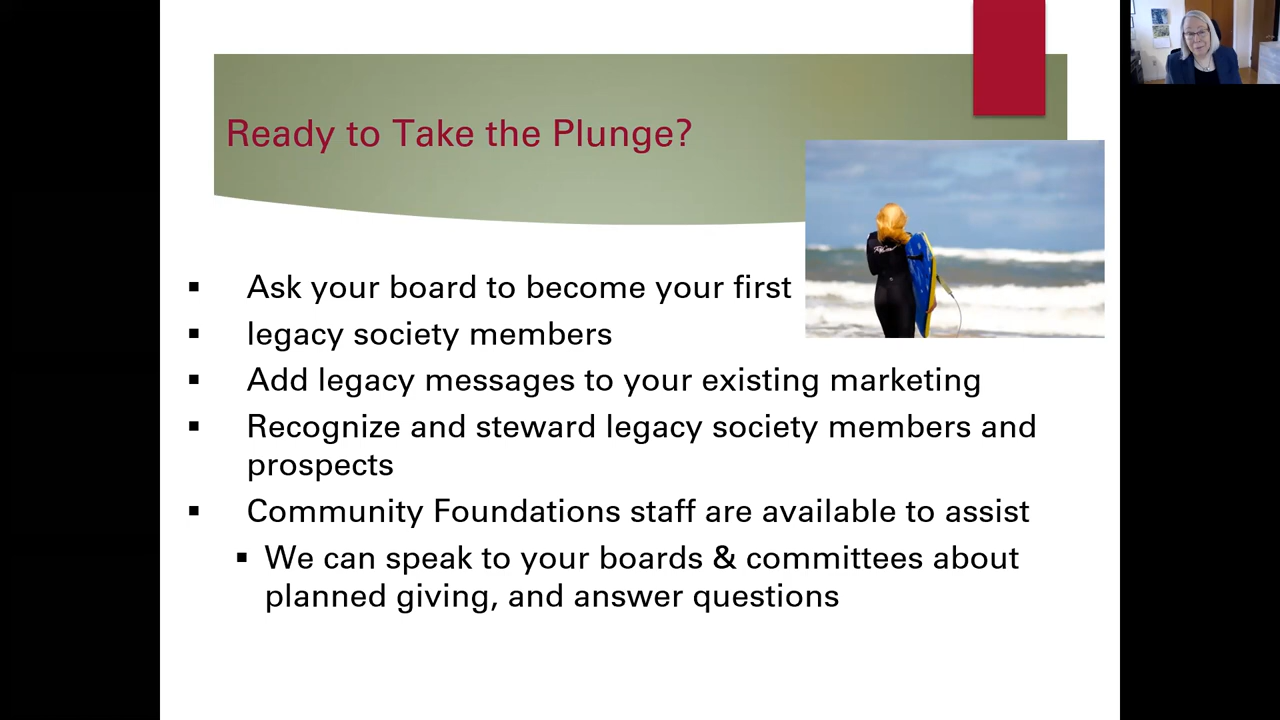 Ready to Take the Plunge?
▪ Ask your board to become your first
▪ legacy society members
▪ Add legacy messages to your existing marketing
▪ Recognize and steward legacy society members and
prospects
▪ Community Foundations staff are available to assist
▪ We can speak to your boards & committees about
planned giving, and answer questions